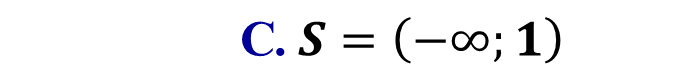 C. S = (−∞; 1)